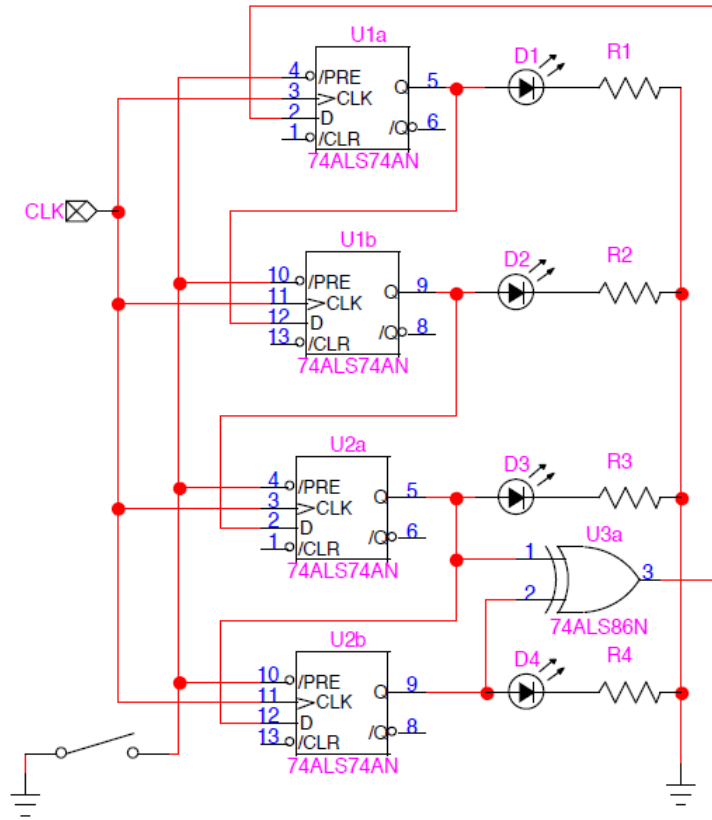 U1a
D1
R1
4
/PRE
Q
5
3
CLK
2
D
/Q
6
1
/CLR
74ALS74AN
CLK
U1b
D2
R2
10
/PRE
Q
9
11
CLK
12
D
/Q
8
13
/CLR
74ALS74AN
U2a
D3
R3
4
/PRE
Q
5
3
CLK
2
D
/Q
6
1
/CLR
74ALS74AN
U3a
1
2
3
74ALS86N
U2b
D4
R4
10
/PRE
Q
9
11
CLK
12
D
/Q
8
13
/CLR
74ALS74AN